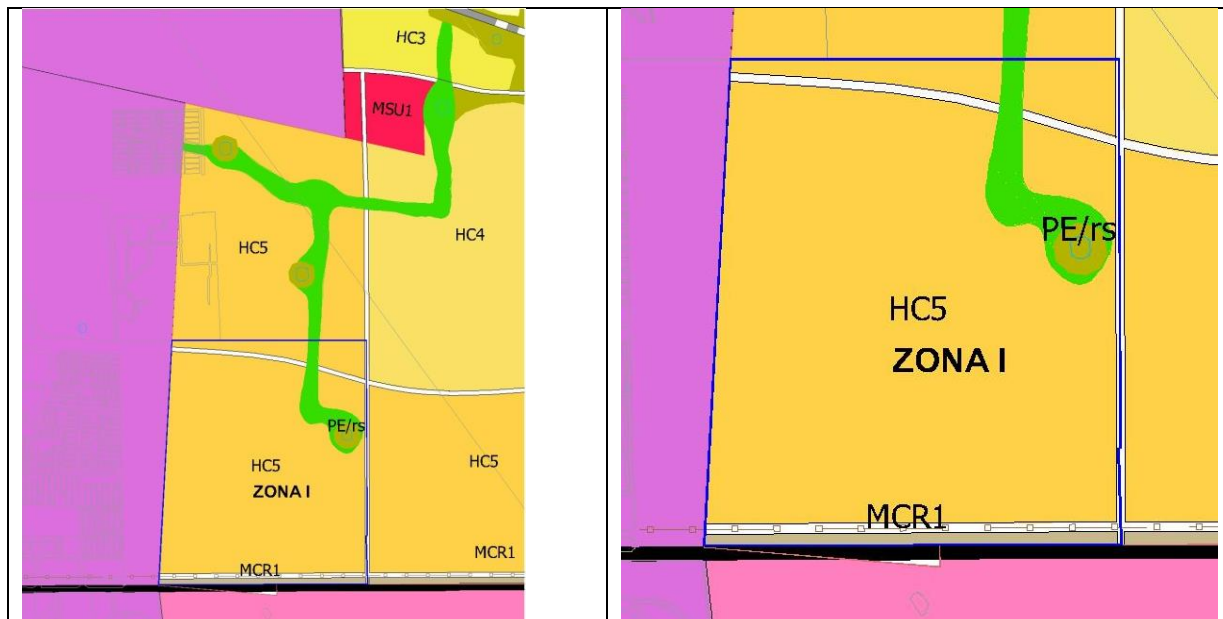 HC3
MSU1
HC5
HC4
PE/rs
HC5
HC5
ZONA I
MCR1
MCR1
PE/rs
HC5
ZONA I
MCR1